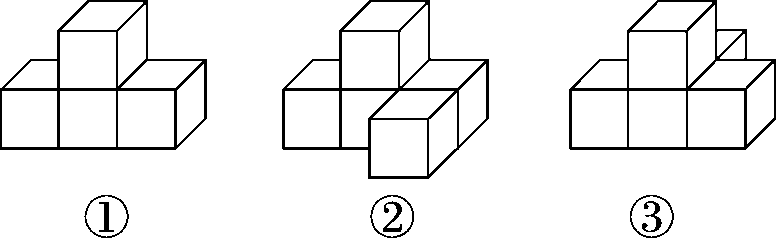 ① ② ③